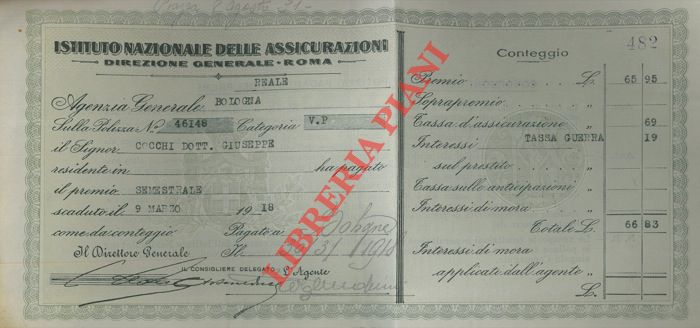 ISTITUTO NAZIONALE DELLE ASSICURAZIONI
DIREZIONE GENERALE - ROMA
REALE
Agenzia Generale BOLOGNA
Sulla Polizza N° 46148 Categoria V.P
il Signor COCCHI DOTT. GIUSEPPE
residente in ha pagato
il premio SEMESTRALE
scaduto il 9 MARZO 1918
come da conteggio Pagato a Bologna
Il Direttore Generale Il 31/ 1918
IL CONSIGLIERE DELEGATO L'Agente
482
Conteggio
Premio L. 65 95
Soprapremio "
Tassa d'assicurazione " 69
Interessi TASSA GUERRA 19
sul prestito "
Tassa sulle anticipazioni "
Interessi di mora "
Totale L. 66 83
Interessi di mora
applicati dall'agente "
L.
LIBRERIA PIANI